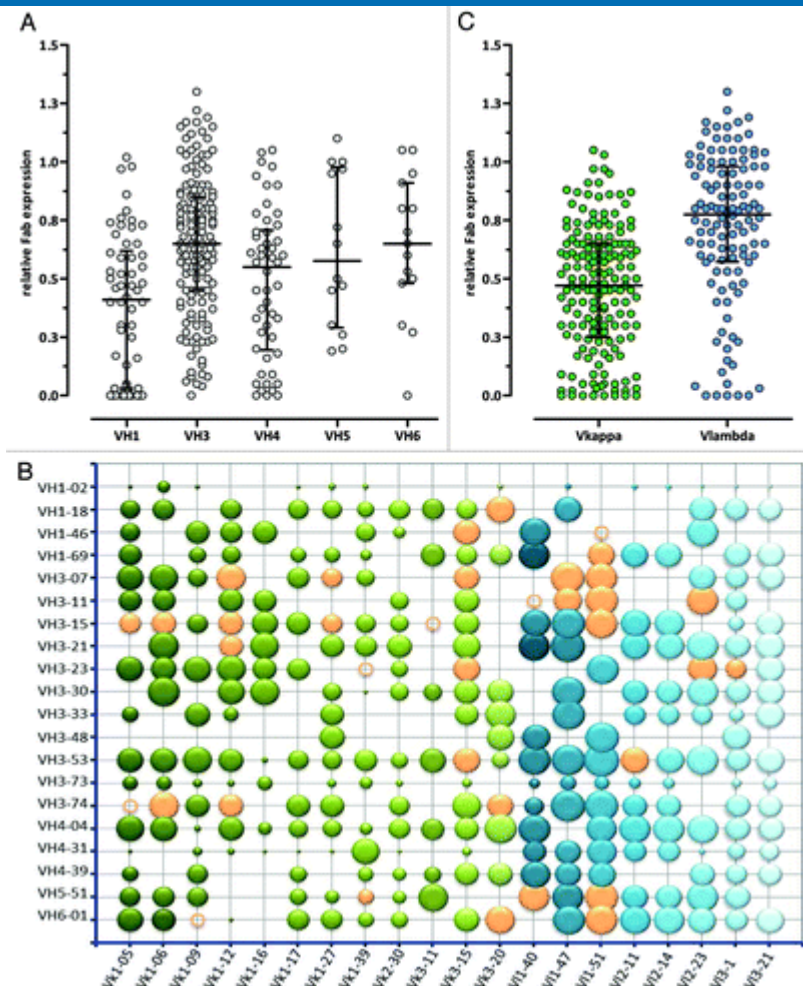 A
relative Fab expression
1.5
1.3
1.0
0.8
0.5
0.3
0.0
VH1 VH3 VH4 VH5 VH6
C
relative Fab expression
1.5
1.3
1.0
0.8
0.5
0.3
0.0
Vkappa Vlambda
B
VH1-02
VH1-18
VH1-46
VH1-69
VH3-07
VH3-11
VH3-15
VH3-21
VH3-23
VH3-30
VH3-33
VH3-48
VH3-53
VH3-73
VH3-74
VH4-04
VH4-31
VH4-39
VH5-51
VH6-01
Vk1-05
Vk1-06
Vk1-09
Vk1-12
Vk1-16
Vk1-17
Vk1-27
Vk1-39
Vk2-30
Vk3-11
Vk3-15
Vk3-20
Vl1-40
Vl1-47
Vl1-51
Vl2-11
Vl2-14
Vl2-23
Vl3-1
Vl3-21